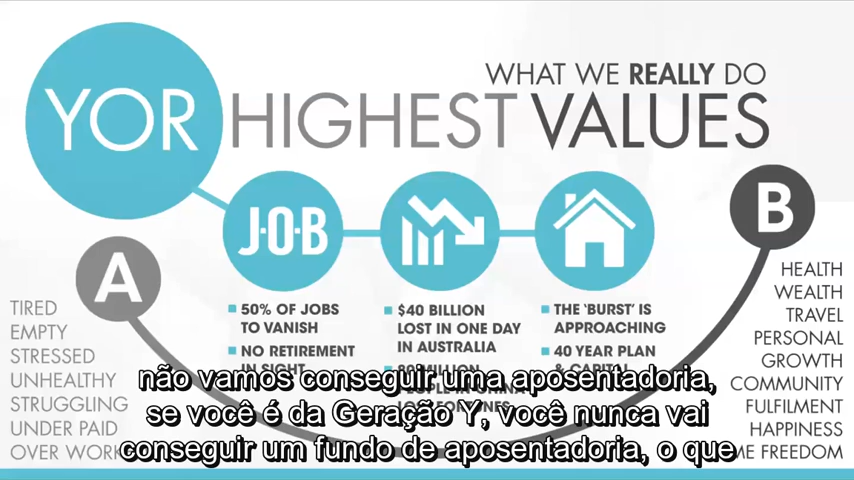 WHAT WE REALLY DO
YOR HIGHEST VALUES
J·O·B
A
B
TIRED
EMPTY
STRESSED
UNHEALTHY
STRUGGLING
UNDER PAID
OVER WORK
50% OF JOBS
TO VANISH
NO RETIREMENT
IN SIGHT
$40 BILLION
LOST IN ONE DAY
IN AUSTRALIA
THE 'BURST' IS
APPROACHING
40 YEAR PLAN
HEALTH
WEALTH
TRAVEL
PERSONAL
GROWTH
COMMUNITY
FULFILMENT
HAPPINESS
FREEDOM
não vamos conseguir uma aposentadoria,
se você é da Geração Y, você nunca vai
conseguir um fundo de aposentadoria, o que